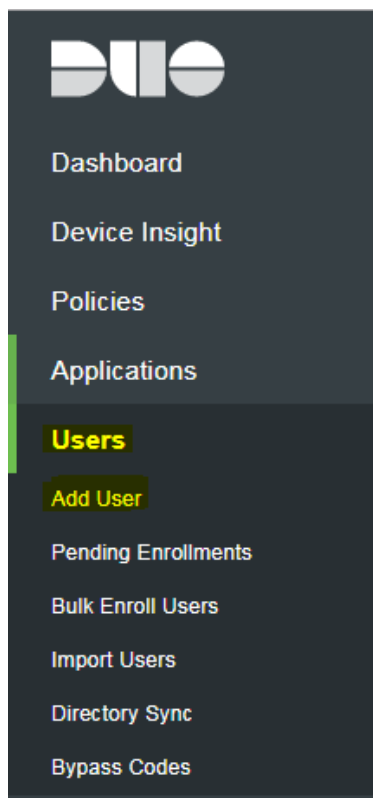 DUO
Dashboard
Device Insight
Policies
Applications
Users
Add User
Pending Enrollments
Bulk Enroll Users
Import Users
Directory Sync
Bypass Codes